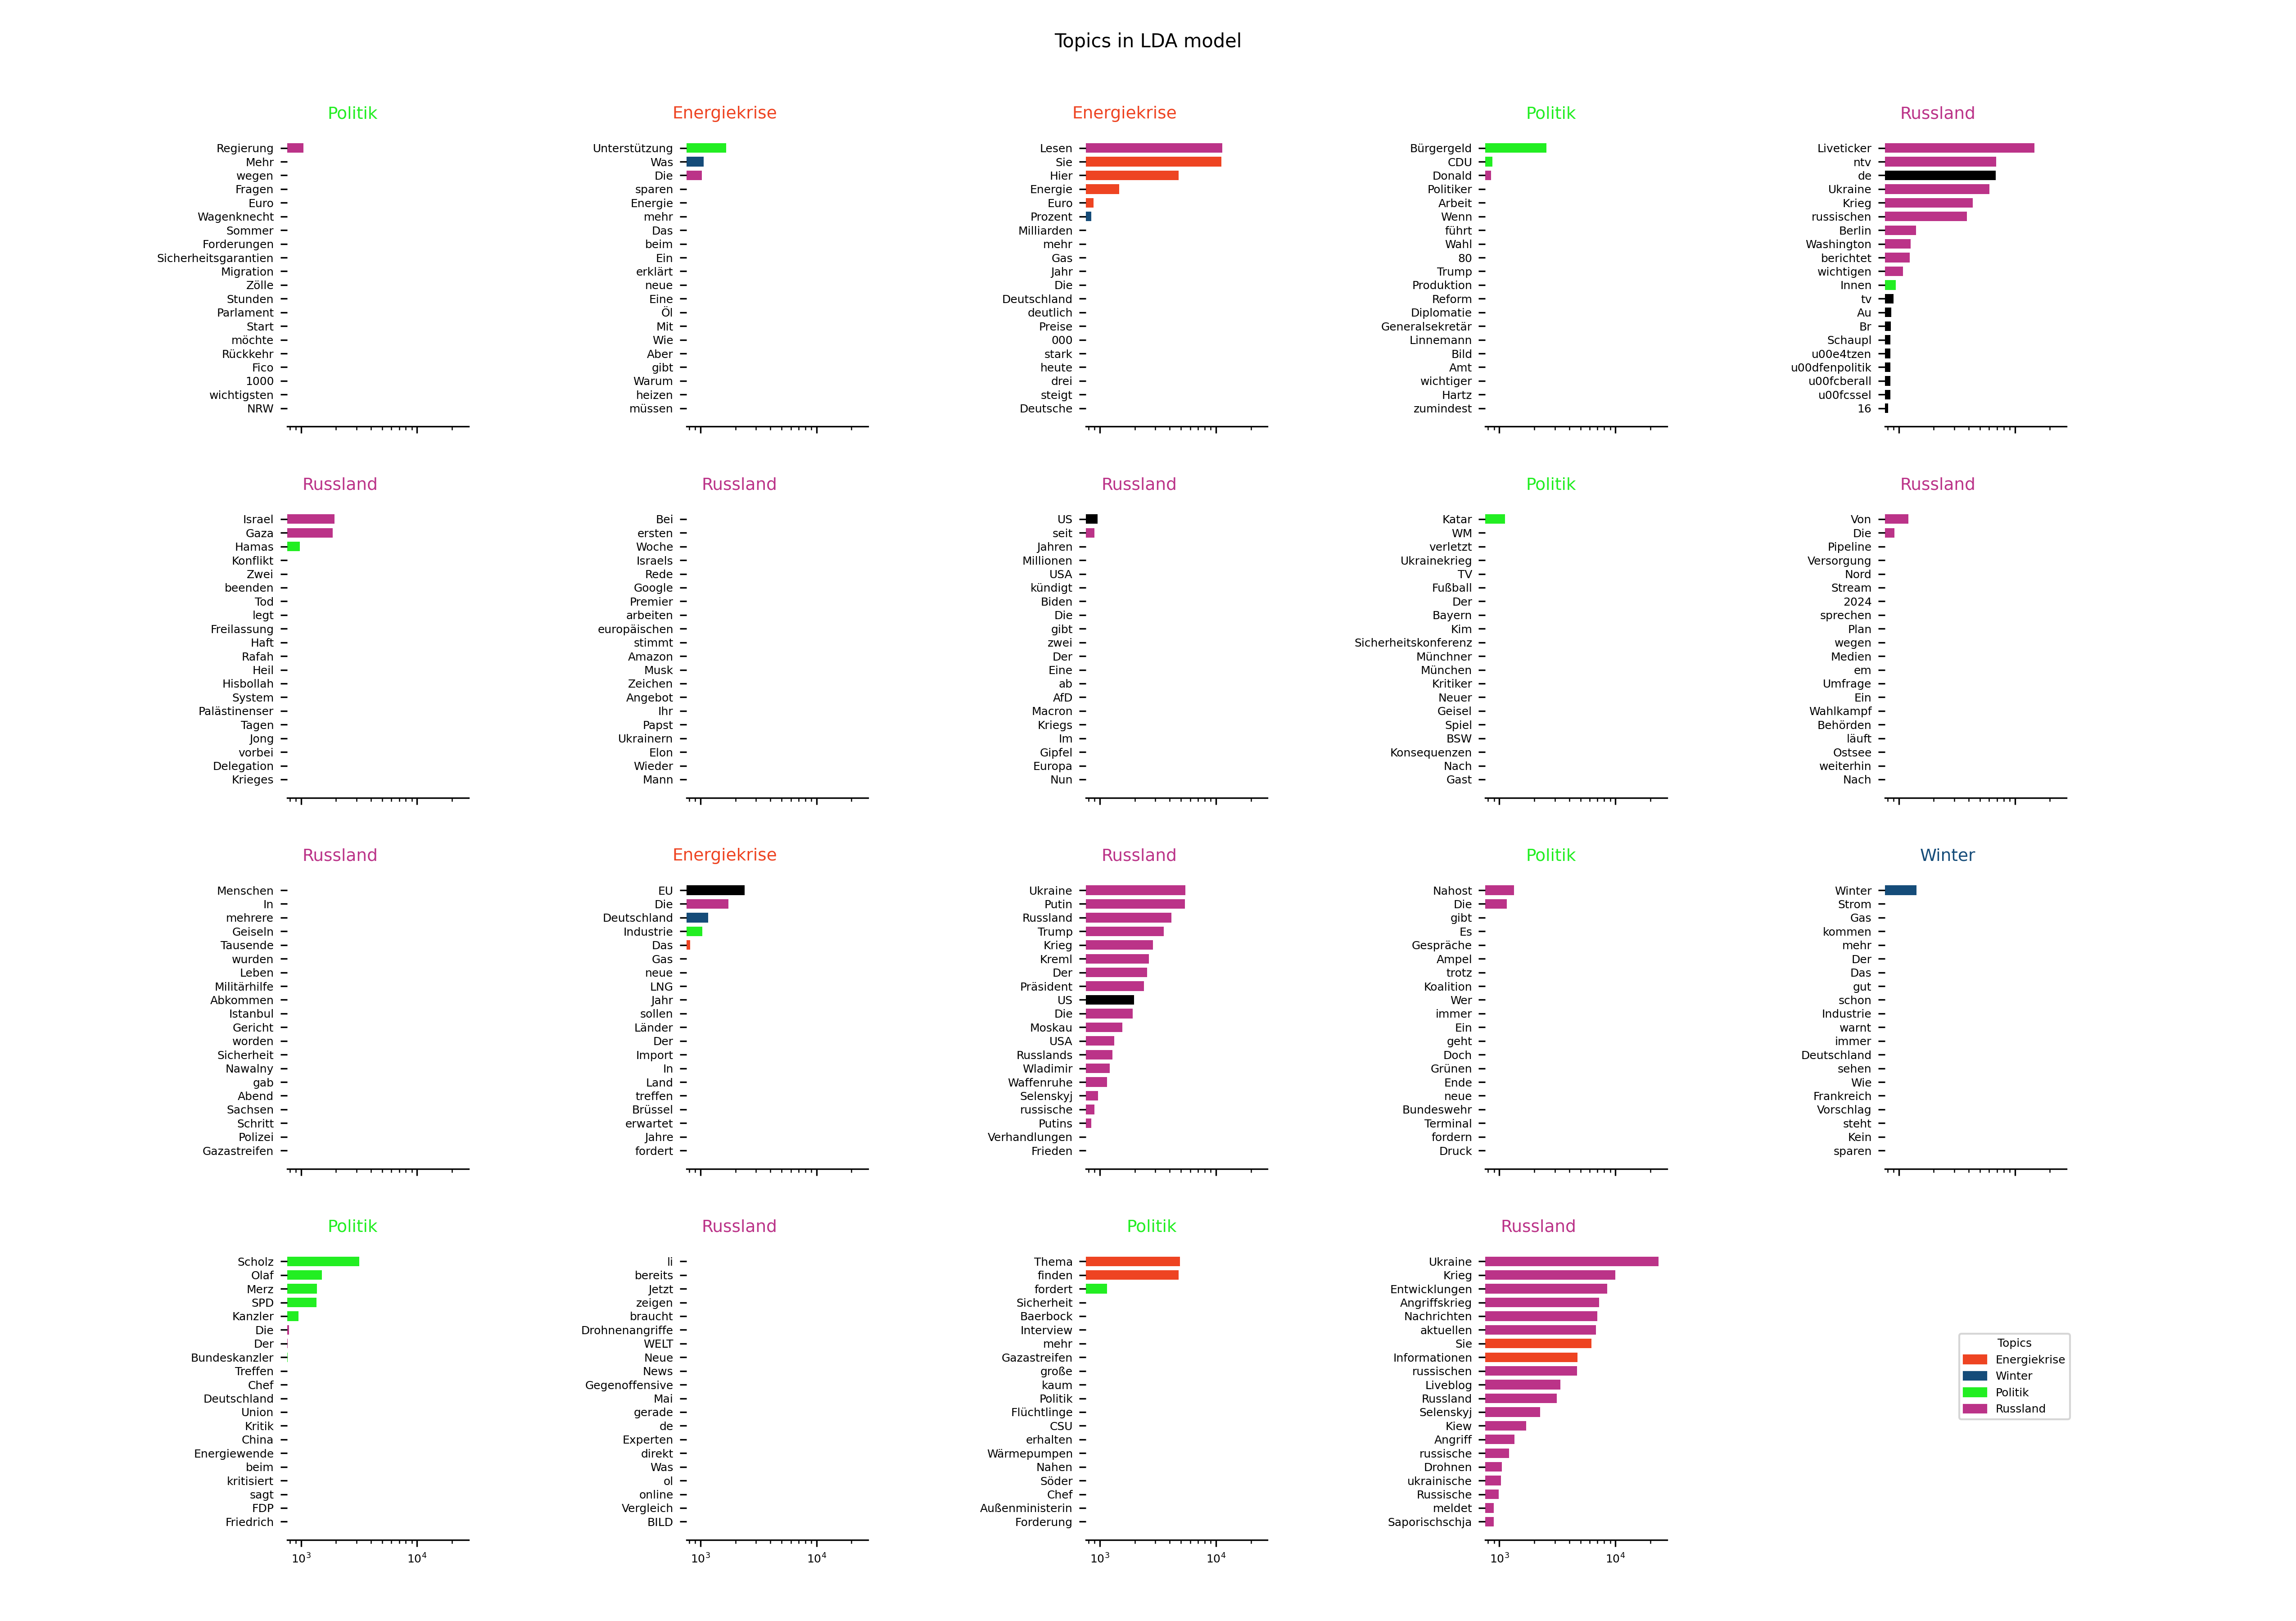 Topics in LDA model
Politik
Regierung
Mehr
wegen
Fragen
Euro
Wagenknecht
Sommer
Forderungen
Sicherheitsgarantien
Migration
Zölle
Stunden
Parlament
Start
möchte
Rückkehr
Fico
1000
wichtigsten
NRW
Energiekrise
Unterstützung
Was
Die
sparen
Energie
mehr
Das
beim
Ein
erklärt
neue
Eine
Öl
Mit
Wie
Aber
gibt
Warum
heizen
müssen
Energiekrise
Lesen
Sie
Hier
Energie
Euro
Prozent
Milliarden
mehr
Gas
Jahr
Die
Deutschland
deutlich
Preise
000
stark
heute
drei
steigt
Deutsche
Politik
Bürgergeld
CDU
Donald
Politiker
Arbeit
Wenn
führt
Wahl
80
Trump
Produktion
Reform
Diplomatie
Generalsekretär
Linnemann
Bild
Amt
wichtiger
Hartz
zumindest
Russland
Liveticker
ntv
de
Ukraine
Krieg
russischen
Berlin
Washington
berichtet
wichtigen
Innen
tv
Au
Br
Schaupl
u00e4tzen
u00dfenpolitik
u00fcberall
u00fcssel
16
Russland
Israel
Gaza
Hamas
Konflikt
Zwei
beenden
Tod
legt
Freilassung
Haft
Rafah
Heil
Hisbollah
System
Palästinenser
Tagen
Jong
vorbei
Delegation
Krieges
Russland
Bei
ersten
Woche
Israels
Rede
Google
Premier
arbeiten
europäischen
stimmt
Amazon
Musk
Zeichen
Angebot
Ihr
Papst
Ukrainern
Elon
Wieder
Mann
Russland
US
seit
Jahren
Millionen
USA
kündigt
Biden
Die
gibt
zwei
Der
Eine
ab
AfD
Macron
Kriegs
Im
Gipfel
Europa
Nun
Politik
Katar
WM
verletzt
Ukrainekrieg
TV
Fußball
Der
Bayern
Kim
Sicherheitskonferenz
Münchner
München
Kritiker
Neuer
Geisel
Spiel
BSW
Konsequenzen
Nach
Gast
Russland
Von
Die
Pipeline
Versorgung
Nord
Stream
2024
sprechen
Plan
wegen
Medien
em
Umfrage
Ein
Wahlkampf
Behörden
läuft
Ostsee
weiterhin
Nach
Russland
Menschen
In
mehrere
Geiseln
Tausende
wurden
Leben
Militärhilfe
Abkommen
Istanbul
Gericht
worden
Sicherheit
Nawalny
gab
Abend
Sachsen
Schritt
Polizei
Gazastreifen
Energiekrise
EU
Die
Deutschland
Industrie
Das
Gas
neue
LNG
Jahr
sollen
Länder
Der
Import
In
Land
treffen
Brüssel
erwartet
Jahre
fordert
Russland
Ukraine
Putin
Russland
Trump
Krieg
Kreml
Der
Präsident
US
Die
Moskau
USA
Russlands
Wladimir
Waffenruhe
Selenskyj
russische
Putins
Verhandlungen
Frieden
Politik
Nahost
Die
gibt
Es
Gespräche
Ampel
trotz
Koalition
Wer
immer
Ein
geht
Doch
Grünen
Ende
neue
Bundeswehr
Terminal
fordern
Druck
Winter
Winter
Strom
Gas
kommen
mehr
Der
Das
gut
schon
Industrie
warnt
immer
Deutschland
sehen
Wie
Frankreich
Vorschlag
steht
Kein
sparen
Politik
Scholz
Olaf
Merz
SPD
Kanzler
Die
Der
Bundeskanzler
Treffen
Chef
Deutschland
Union
Kritik
China
Energiewende
beim
kritisiert
sagt
FDP
Friedrich
10³ 10⁴
Russland
li
bereits
Jetzt
zeigen
braucht
Drohnenangriffe
WELT
Neue
News
Gegenoffensive
Mai
gerade
de
Experten
direkt
Was
ol
online
Vergleich
BILD
10³ 10⁴
Politik
Thema
finden
fordert
Sicherheit
Baerbock
Interview
mehr
Gazastreifen
große
kaum
Politik
Flüchtlinge
CSU
erhalten
Wärmepumpen
Nahen
Söder
Chef
Außenministerin
Forderung
10³ 10⁴
Russland
Ukraine
Krieg
Entwicklungen
Angriffskrieg
Nachrichten
aktuellen
Sie
Informationen
russischen
Liveblog
Russland
Selenskyj
Kiew
Angriff
russische
Drohnen
ukrainische
Russische
meldet
Saporischschja
10³ 10⁴
Topics
Energiekrise
Winter
Politik
Russland